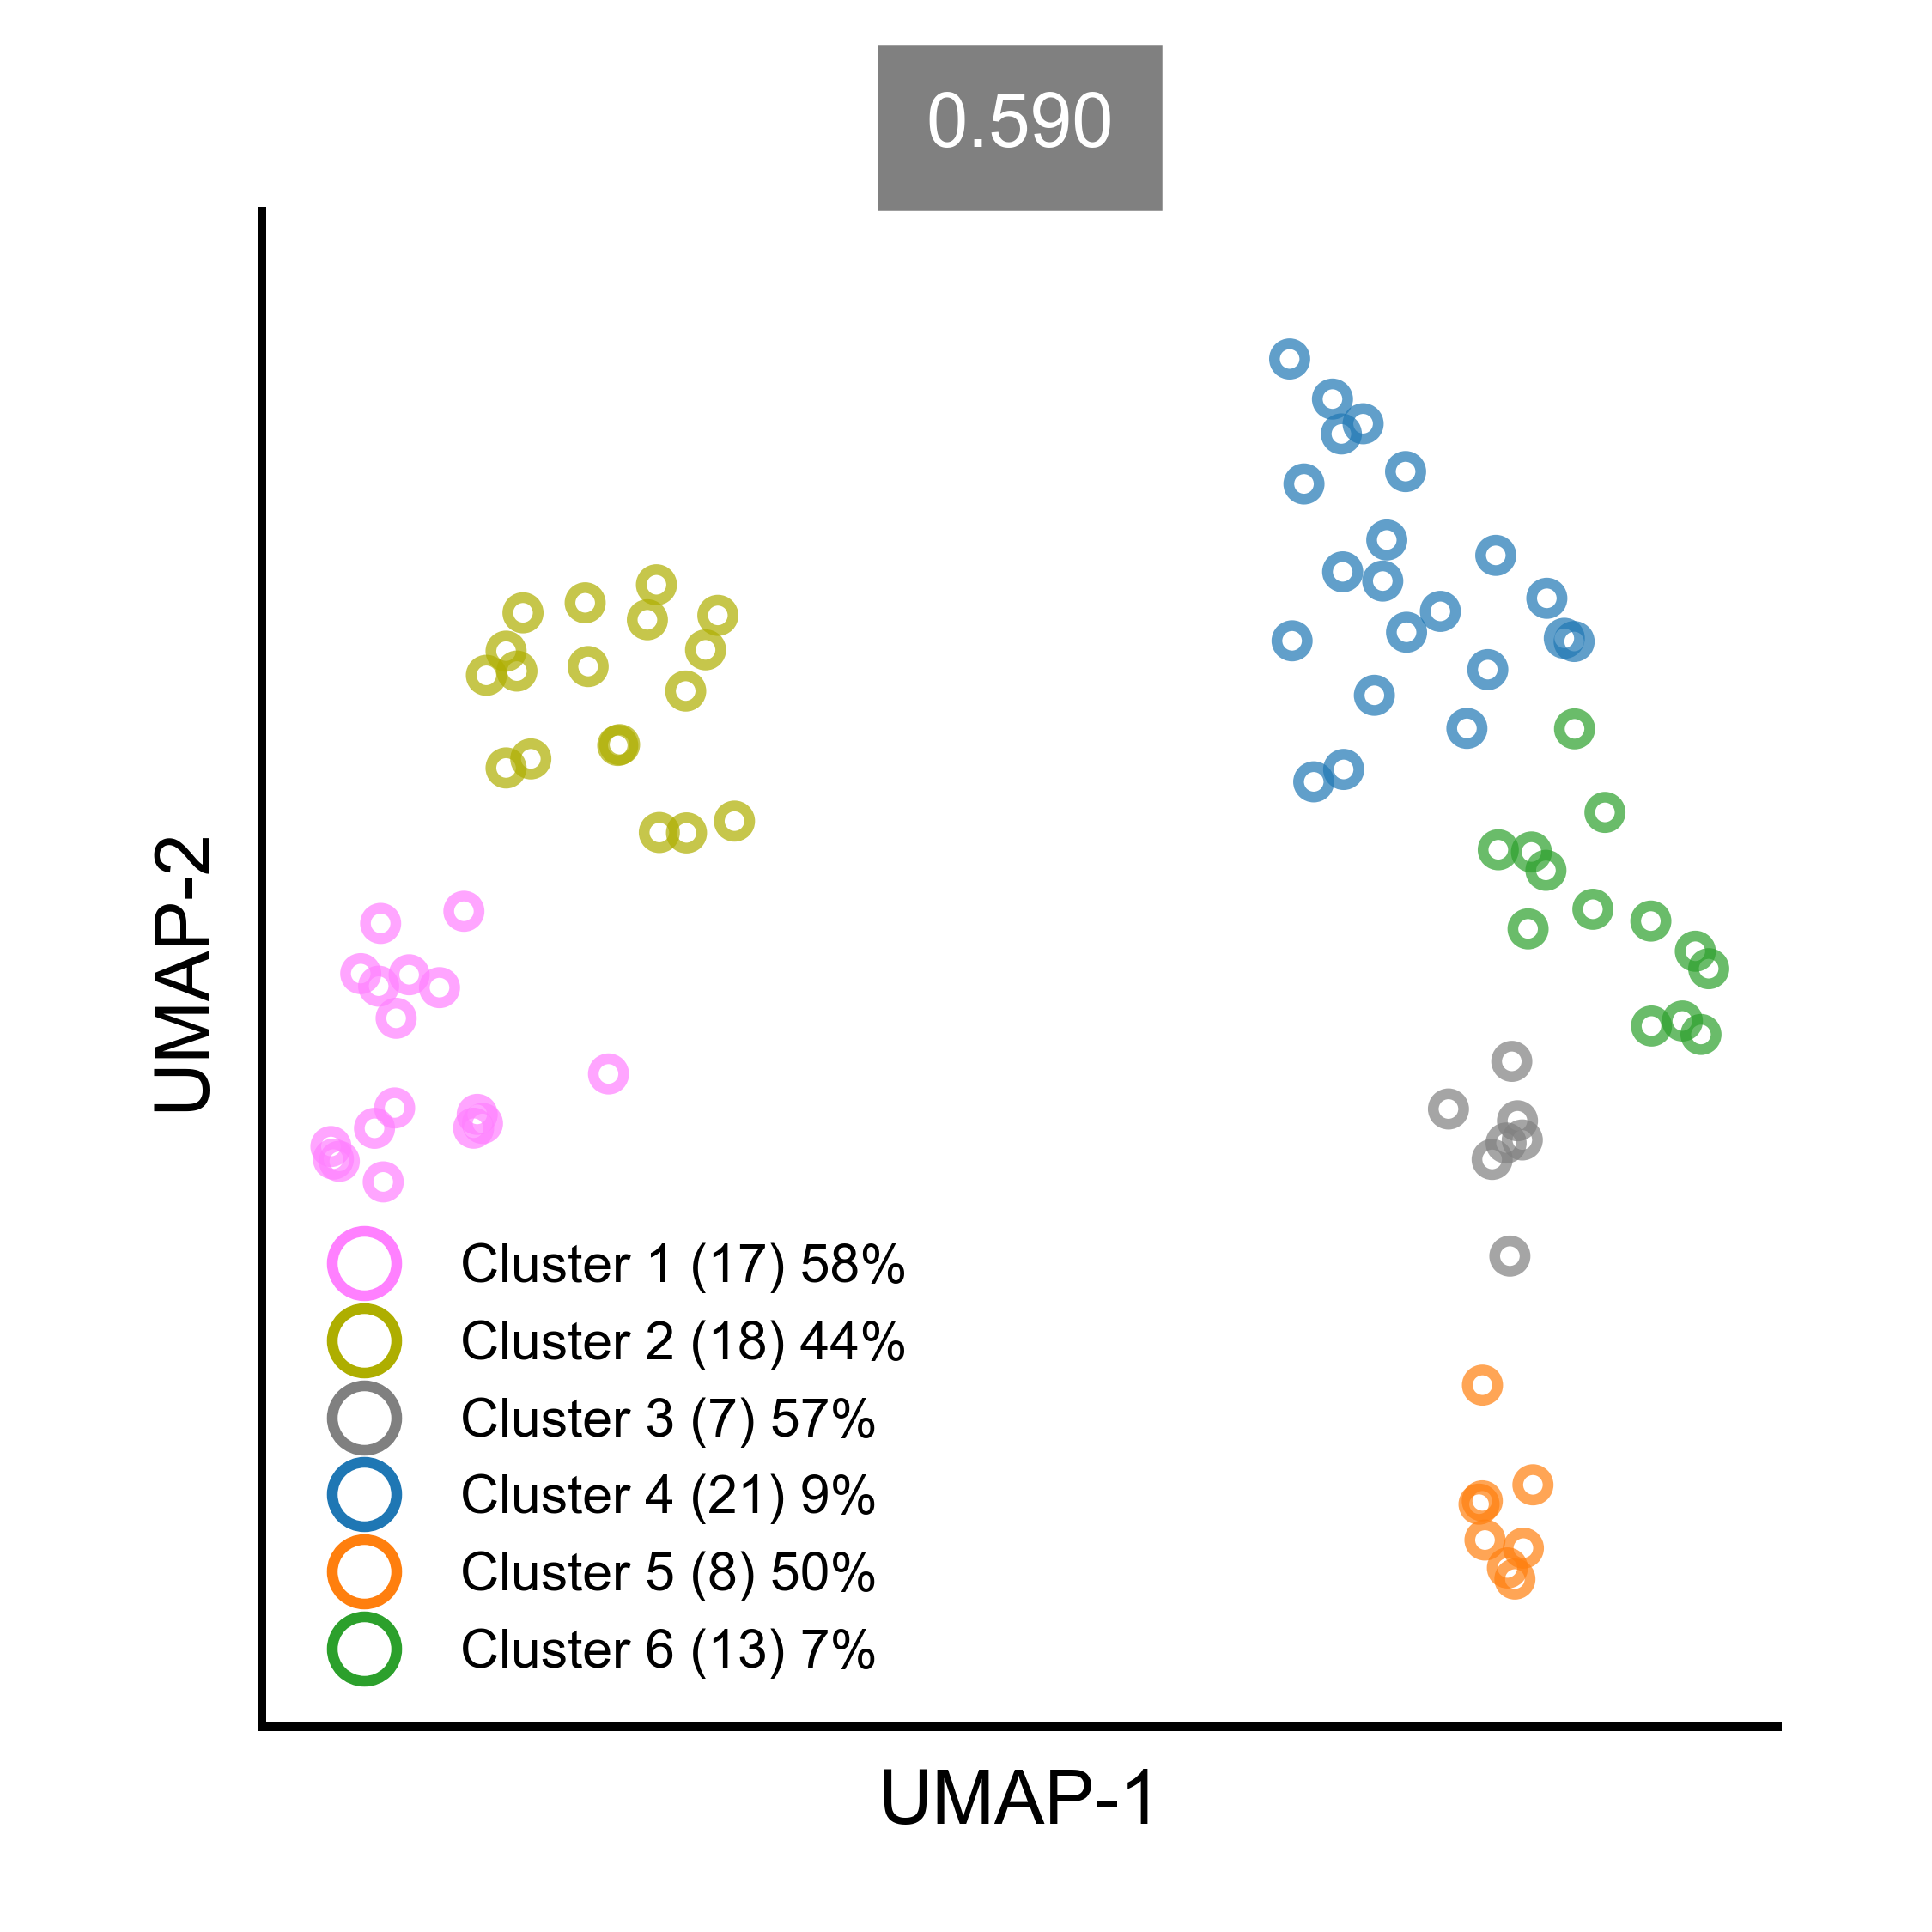 0.590
UMAP-2
Cluster 1 (17) 58%
Cluster 2 (18) 44%
Cluster 3 (7) 57%
Cluster 4 (21) 9%
Cluster 5 (8) 50%
Cluster 6 (13) 7%
UMAP-1